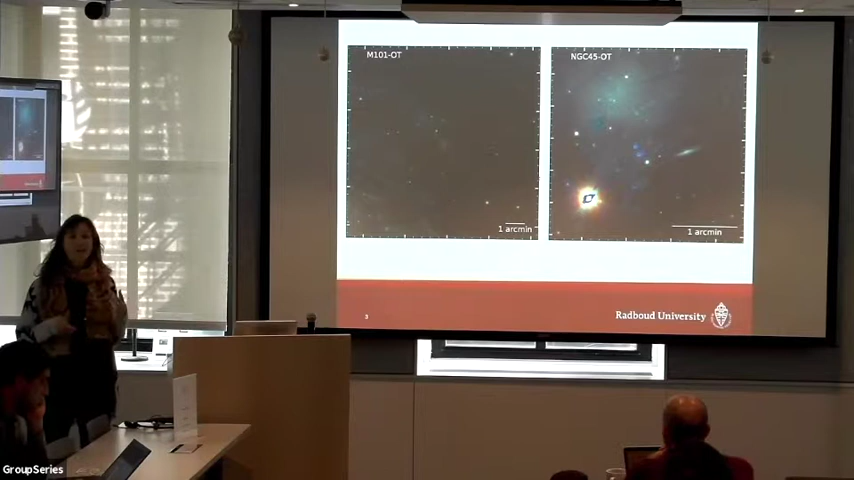 M101-OT
NGC45-OT
1 arcmin
1 arcmin
3
Radboud University
GroupSeries